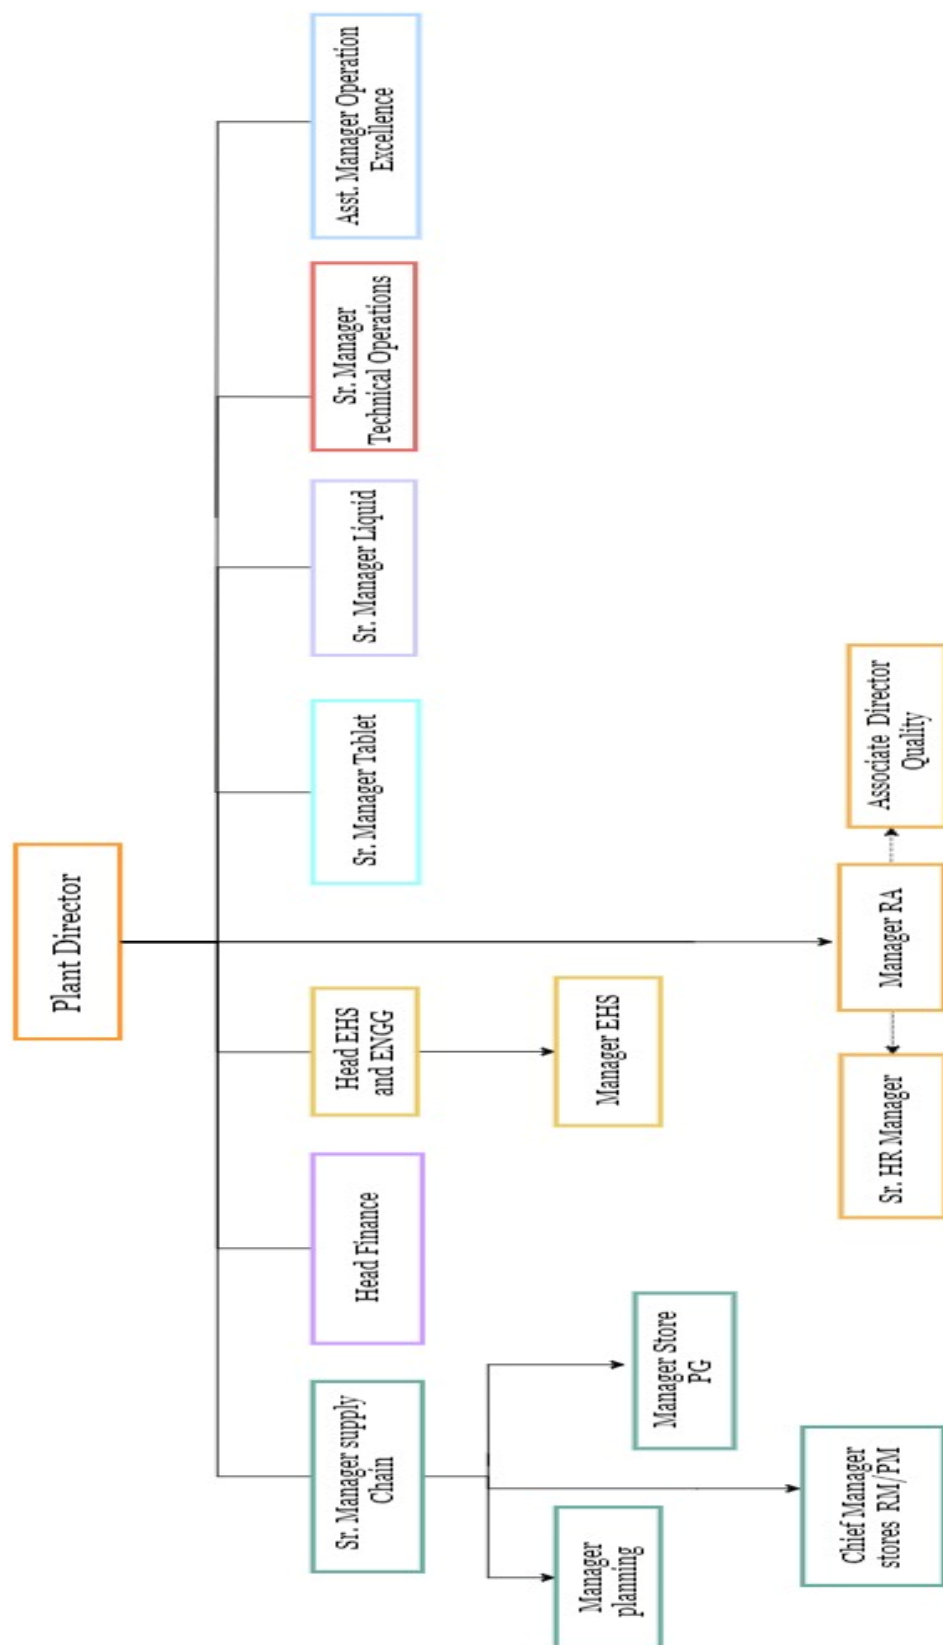 Plant Director
Sr. Manager supply
Chain
Head Finance
Head EHS
and ENGG
Sr. Manager Tablet
Sr. Manager Liquid
Sr. Manager
Technical Operations
Asst. Manager Operation
Excellence
Manager
planning
Manager EHS
Manager Store
PG
Chief Manager
stores RM/PM
Sr. HR Manager
Manager RA
Associate Director
Quality